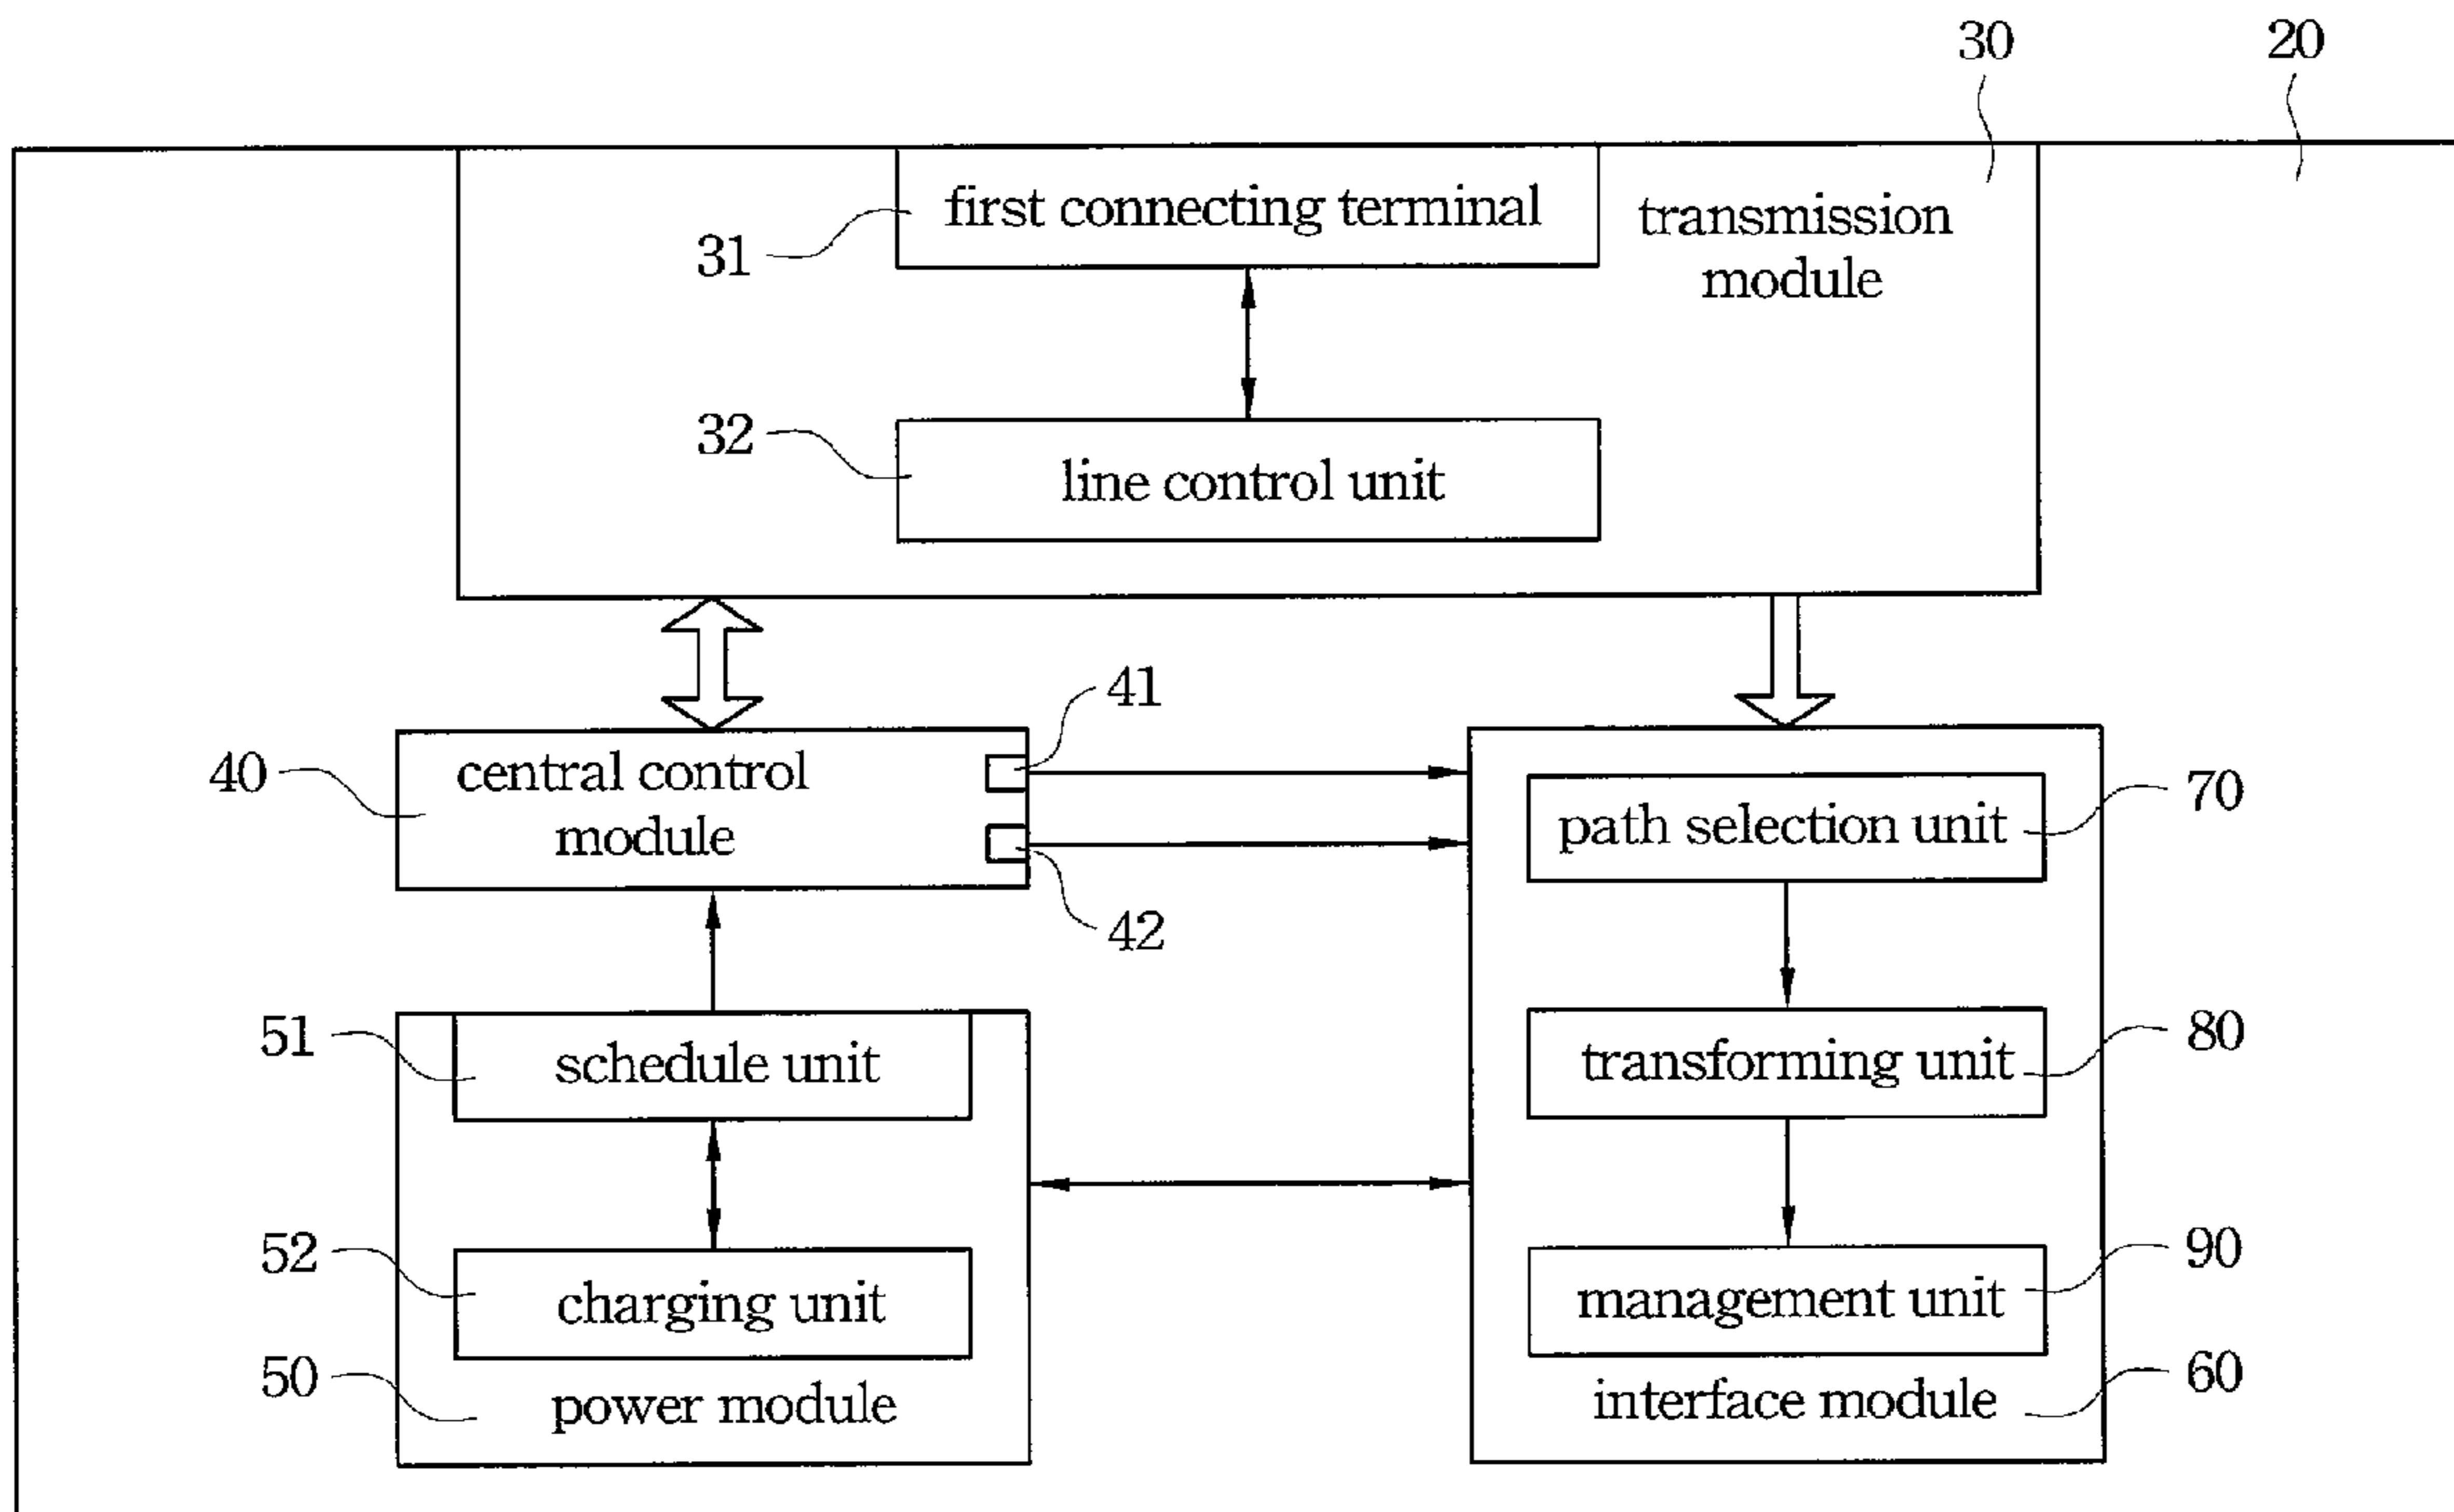 30
20
first connecting terminal
transmission
module
31
32
line control unit
41
40
central control
module
42
70
path selection unit
51
schedule unit
80
transforming unit
52
charging unit
90
management unit
50
power module
60
interface module